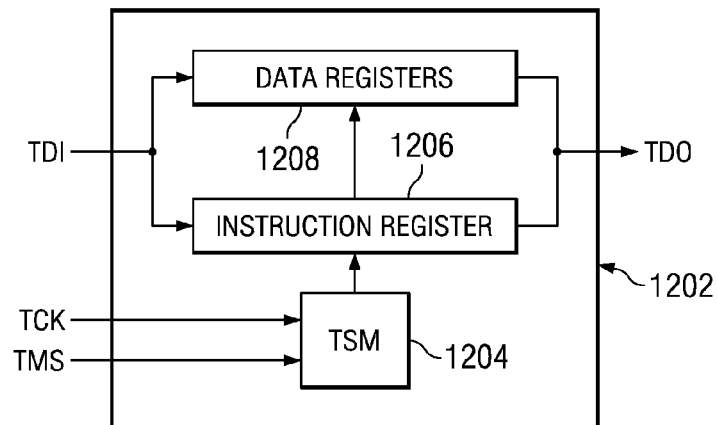 DATA REGISTERS
1208
1206
TDI
TDO
INSTRUCTION REGISTER
1202
TCK
TSM
TMS
1204